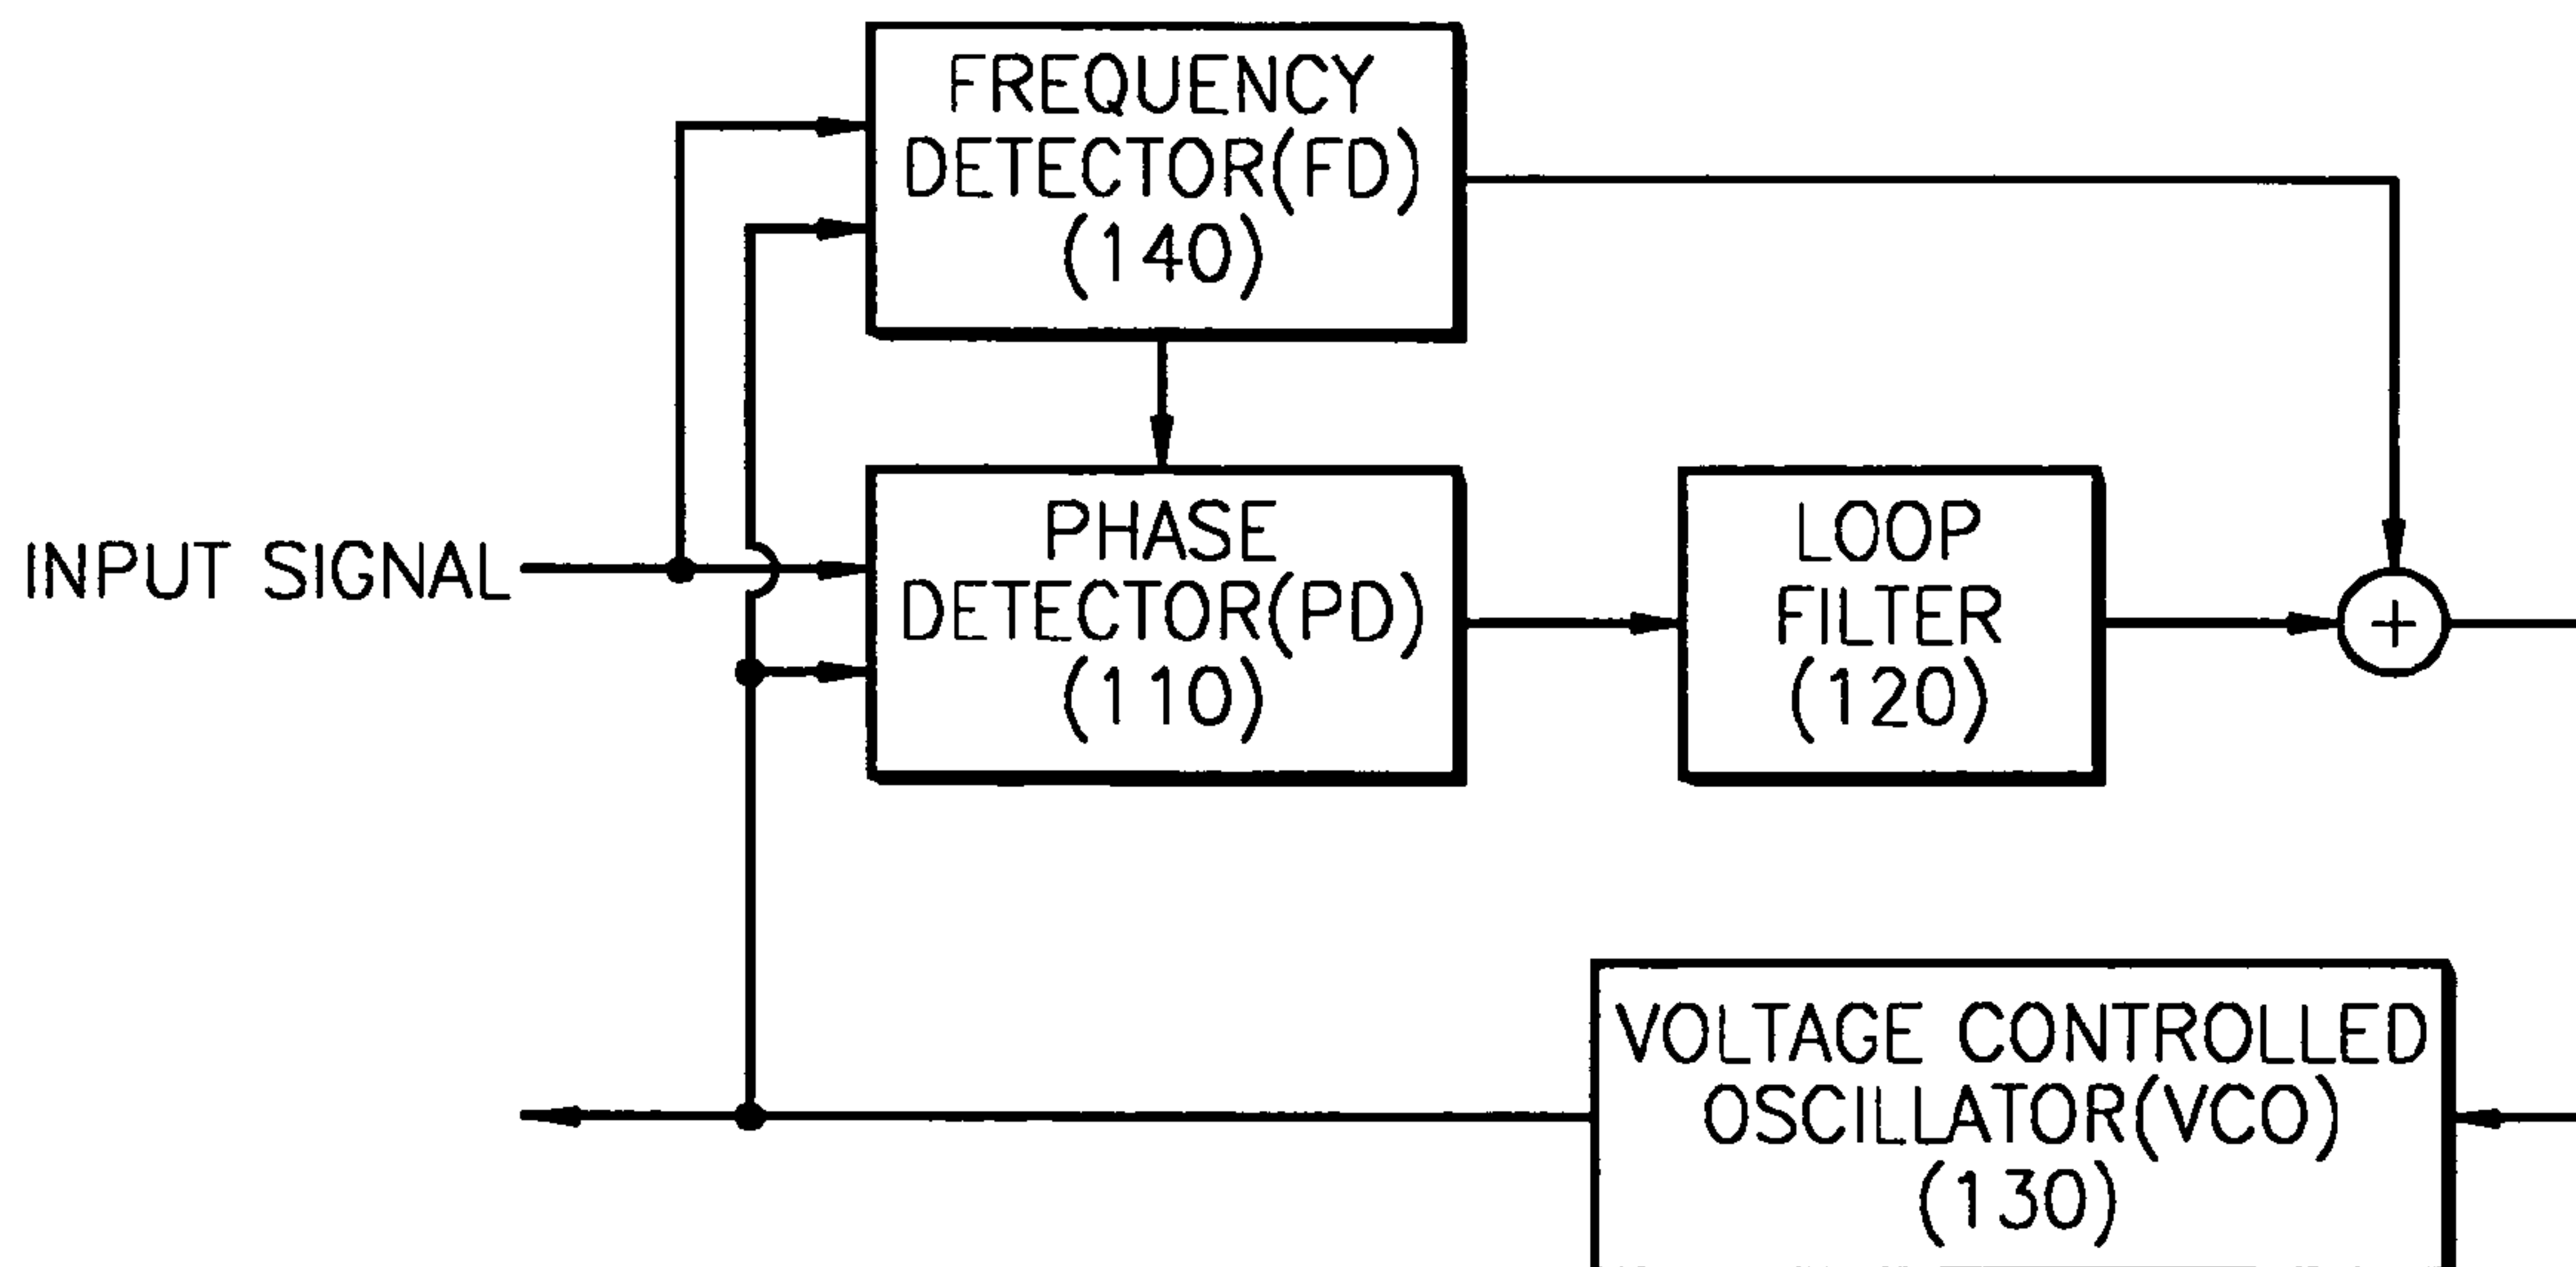 FREQUENCY
DETECTOR(FD)
(140)
INPUT SIGNAL
PHASE
DETECTOR(PD)
(110)
LOOP
FILTER
(120)
+
VOLTAGE CONTROLLED
OSCILLATOR(VCO)
(130)